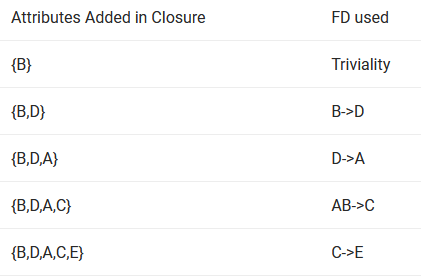 Attributes Added in Closure FD used
{B} Triviality
{B,D} B->D
{B,D,A} D->A
{B,D,A,C} AB->C
{B,D,A,C,E} C->E